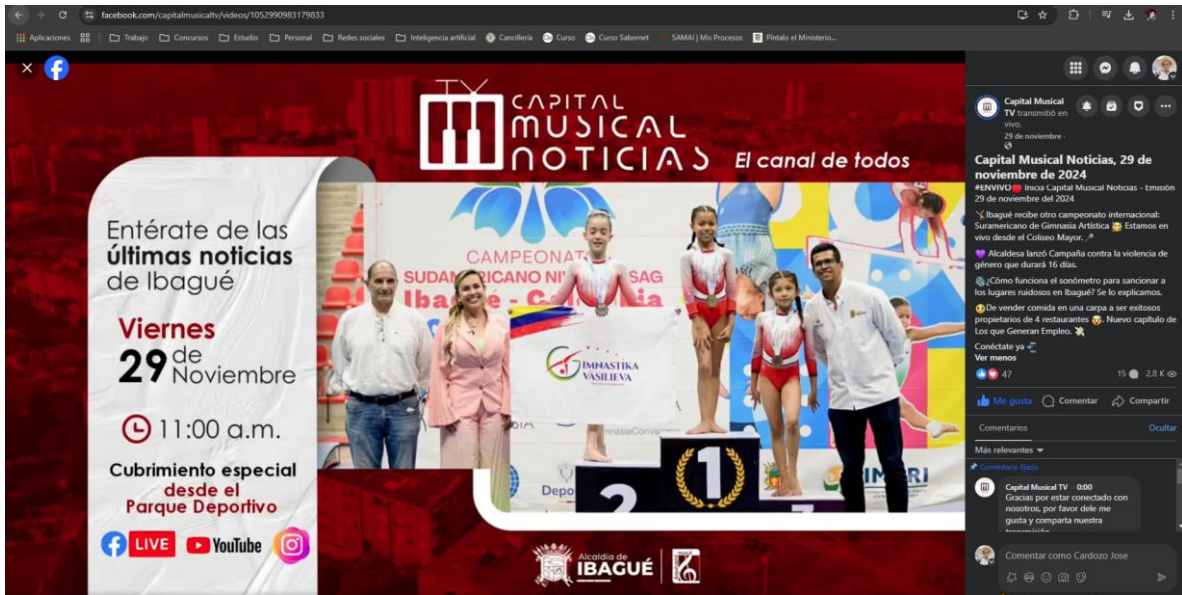 facebook.com/capitalmusicaltv/videos/1052990983179833
Aplicaciones
Trabajo
Concursos
Estudio
Personal
Redes sociales
Inteligencia artificial
Cancillería
Curso
Curso Sabernet
SAMAI | Mis Procesos
Píntalo el Ministerio...
TV
CAPITAL
MUSICAL
NOTICIAS
El canal de todos
Entérate de las
últimas noticias
de Ibagué
Viernes
29 de
Noviembre
11:00 a.m.
Cubrimiento especial
desde el
Parque Deportivo
LIVE
YouTube
CAMPEONAT
SUDAM RICANO NI SAG
Ibagué - C
GIMNASTIKA
VASILIEVA
Depo
2
1
IM RI
Alcaldía de
IBAGUÉ
Capital Musical
TV transmitió en
vivo.
29 de noviembre ·
Capital Musical Noticias, 29 de
noviembre de 2024
#ENVIVO Inicia Capital Musical Noticias - Emisión
29 de noviembre del 2024
Ibagué recibe otro campeonato internacional:
Suramericano de Gimnasia Artística Estamos en
vivo desde el Coliseo Mayor.
Alcaldesa lanzó Campaña contra la violencia de
género que durará 16 días.
¿Cómo funciona el sonómetro para sancionar a
los lugares ruidosos en Ibagué? Se lo explicamos.
De vender comida en una carpa a ser exitosos
propietarios de 4 restaurantes . Nuevo capítulo de
Los que Generan Empleo.
Conéctate ya
Ver menos
47
15
2,8 K
Me gusta
Comentar
Compartir
Comentarios
Ocultar
Más relevantes
Comentario fijado
Capital Musical TV · 0:00
Gracias por estar conectado con
nosotros, por favor dele me
gusta y comparta nuestra
Comentar como Cardozo Jose